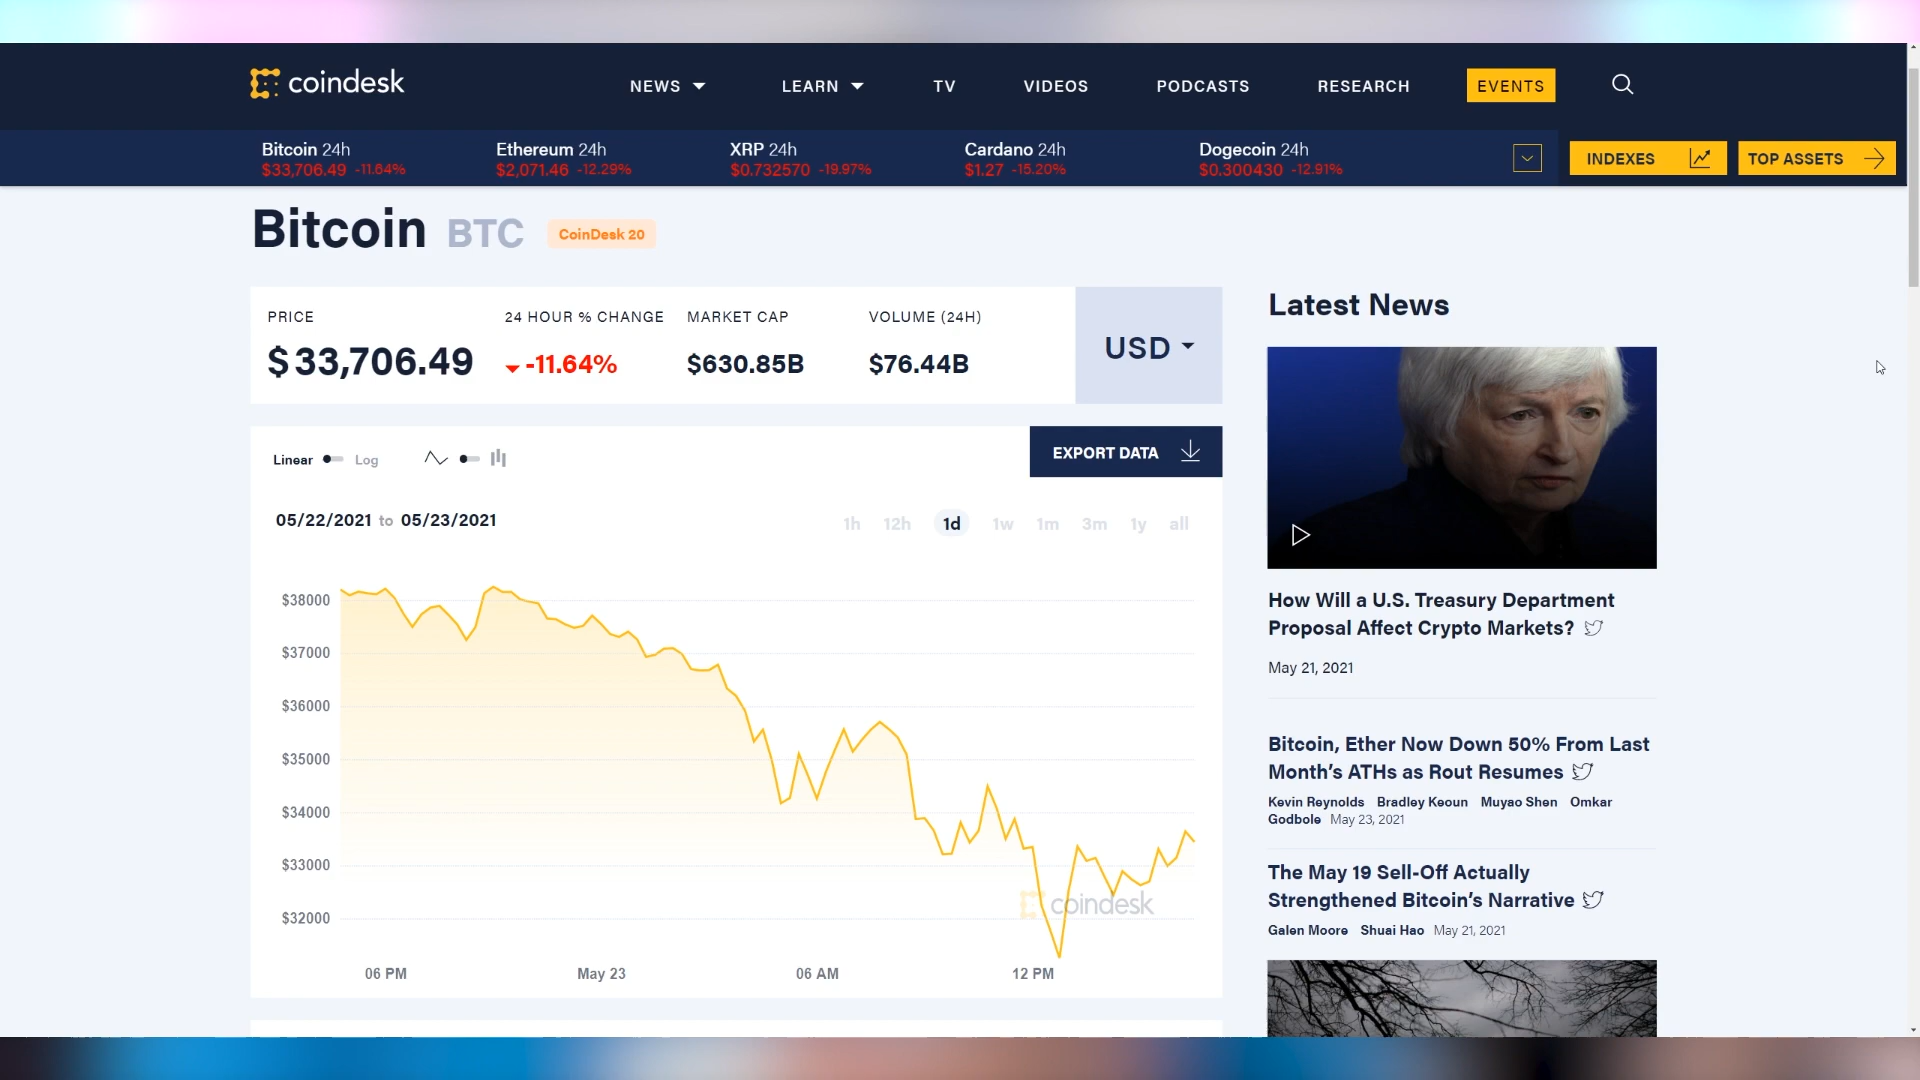 coindesk
NEWS LEARN TV VIDEOS PODCASTS RESEARCH EVENTS
Bitcoin 24h Ethereum 24h XRP 24h Cardano 24h Dogecoin 24h
$33,706.49 -11.64% $2,071.46 -12.29% $0.732570 -19.97% $1.27 -15.20% $0.300430 -12.91%
INDEXES TOP ASSETS
Bitcoin BTC CoinDesk 20
PRICE 24 HOUR % CHANGE MARKET CAP VOLUME (24H)
$33,706.49 -11.64% $630.85B $76.44B
USD
Linear Log
EXPORT DATA
05/22/2021 to 05/23/2021
1h 12h 1d 1w 1m 3m 1y all
$38000
$37000
$36000
$35000
$34000
$33000
$32000
coindesk
06 PM May 23 06 AM 12 PM
Latest News
How Will a U.S. Treasury Department
Proposal Affect Crypto Markets?
May 21, 2021
Bitcoin, Ether Now Down 50% From Last
Month’s ATHs as Rout Resumes
Kevin Reynolds Bradley Keoun Muyao Shen Omkar
Godbole May 23, 2021
The May 19 Sell-Off Actually
Strengthened Bitcoin’s Narrative
Galen Moore Shuai Hao May 21, 2021